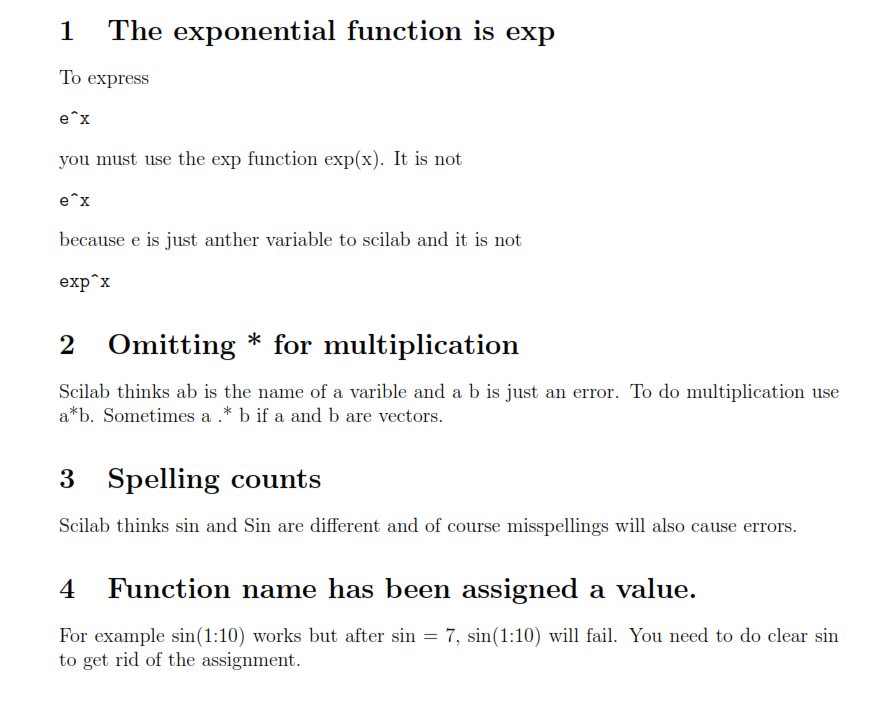 1 The exponential function is exp
To express
e^x
you must use the exp function exp(x). It is not
e^x
because e is just anther variable to scilab and it is not
exp^x
2 Omitting * for multiplication
Scilab thinks ab is the name of a varible and a b is just an error. To do multiplication use
a*b. Sometimes a .* b if a and b are vectors.
3 Spelling counts
Scilab thinks sin and Sin are different and of course misspellings will also cause errors.
4 Function name has been assigned a value.
For example sin(1:10) works but after sin = 7, sin(1:10) will fail. You need to do clear sin
to get rid of the assignment.